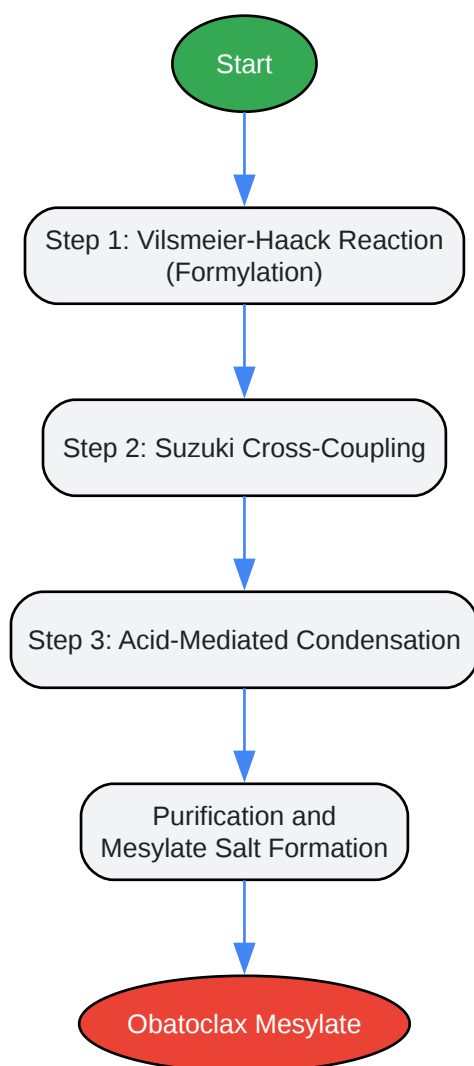 Start
Step 1: Vilsmeier-Haack Reaction
(Formylation)
Step 2: Suzuki Cross-Coupling
Step 3: Acid-Mediated Condensation
Purification and
Mesylate Salt Formation
Obatoclax Mesylate